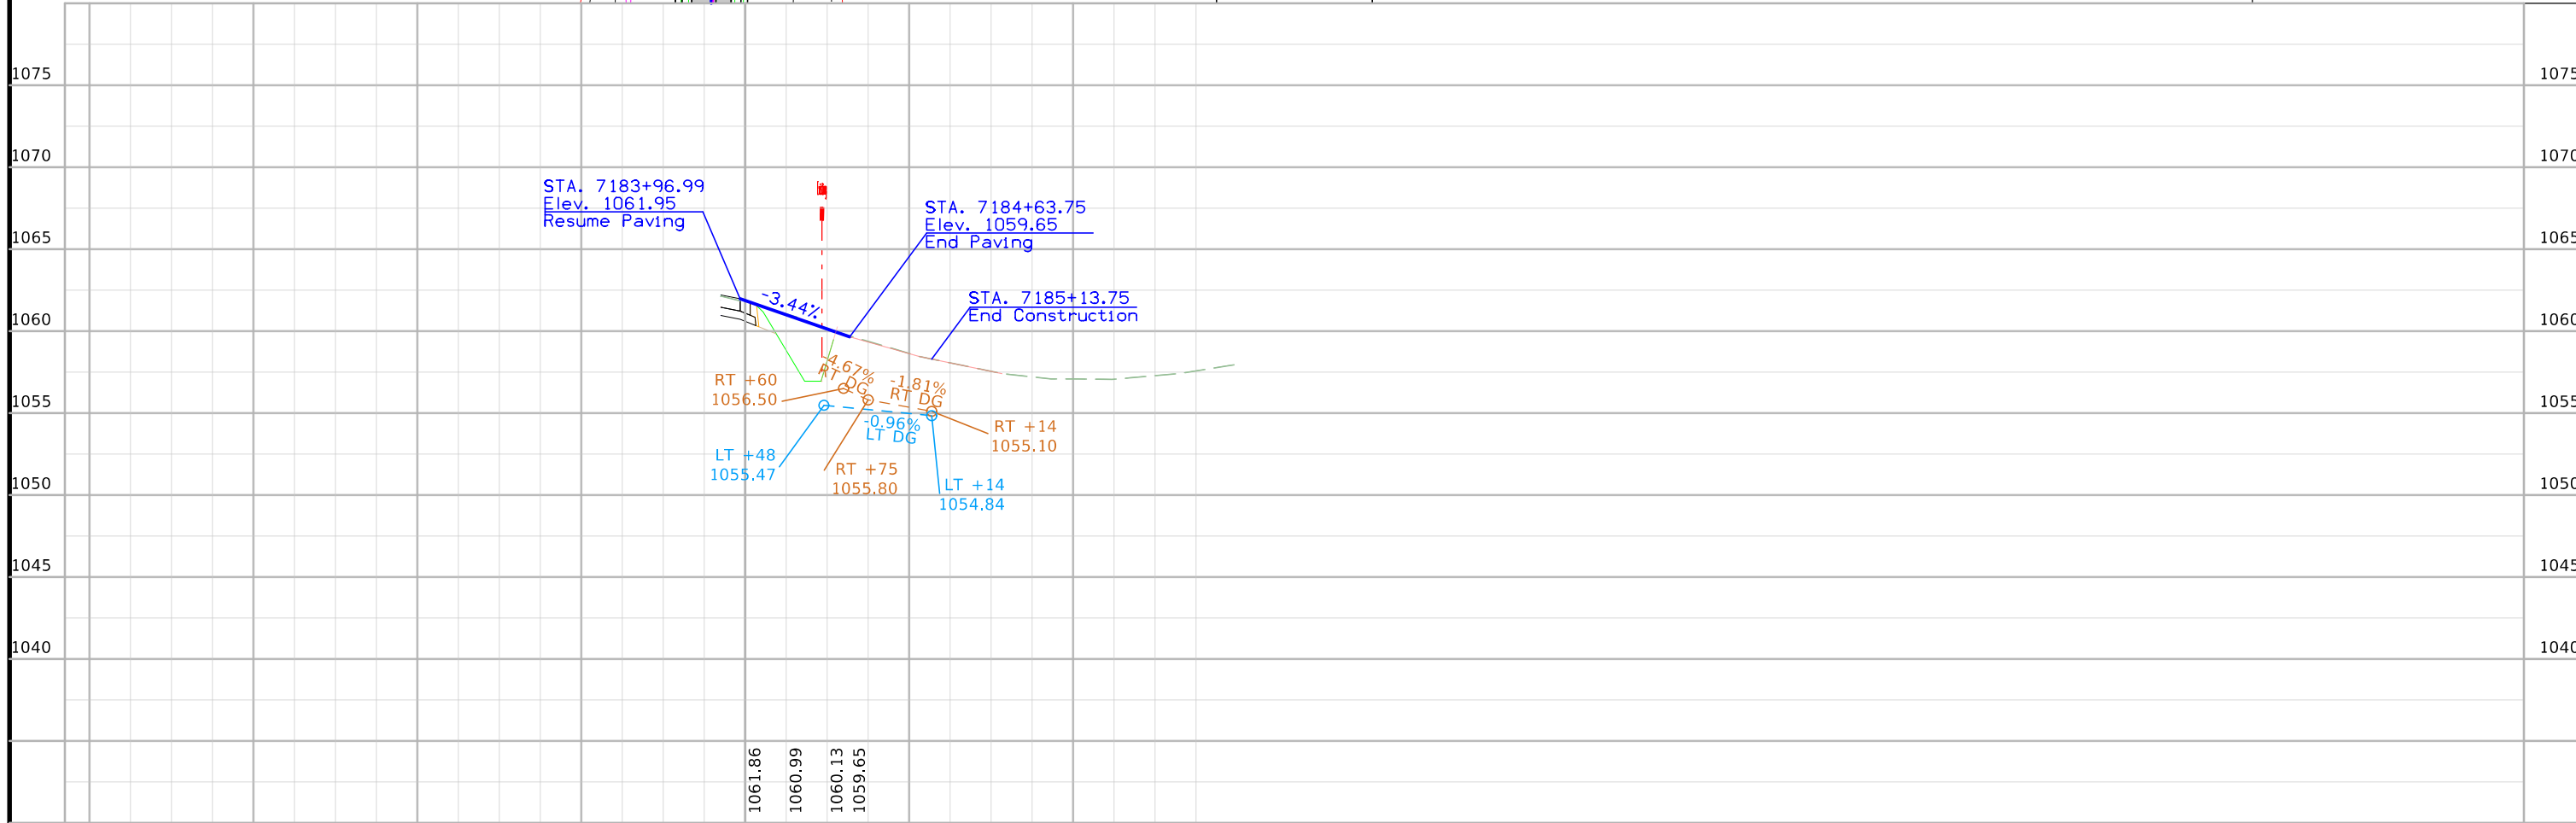 1075
1075
1070
1070
STA. 7183+96.99
Elev. 1061.95
Resume Paving
STA. 7184+63.75
Elev. 1059.65
End Paving
1065
1065
STA. 7185+13.75
End Construction
-3.44%
1060
1060
-4.67%
RT DG
-1.81%
RT DG
RT +60
1056.50
1055
1055
-0.96%
LT DG
RT +14
1055.10
LT +48
1055.47
RT +75
1055.80
LT +14
1054.84
1050
1050
1045
1045
1040
1040
1061.86
1060.99
1060.13
1059.65